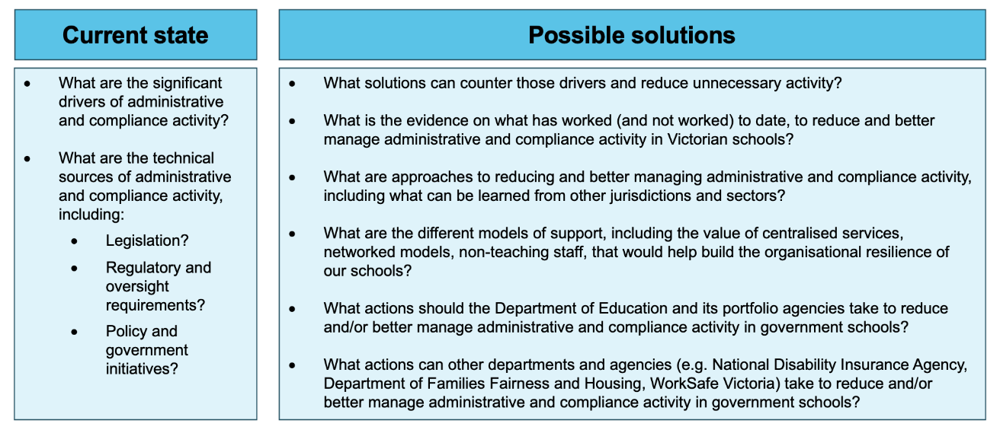 Current state
• What are the significant
drivers of administrative
and compliance activity?
• What are the technical
sources of administrative
and compliance activity,
including:
• Legislation?
• Regulatory and
oversight
requirements?
• Policy and
government
initiatives?
Possible solutions
• What solutions can counter those drivers and reduce unnecessary activity?
• What is the evidence on what has worked (and not worked) to date, to reduce and better
manage administrative and compliance activity in Victorian schools?
• What are approaches to reducing and better managing administrative and compliance activity,
including what can be learned from other jurisdictions and sectors?
• What are the different models of support, including the value of centralised services,
networked models, non-teaching staff, that would help build the organisational resilience of
our schools?
• What actions should the Department of Education and its portfolio agencies take to reduce
and/or better manage administrative and compliance activity in government schools?
• What actions can other departments and agencies (e.g. National Disability Insurance Agency,
Department of Families Fairness and Housing, WorkSafe Victoria) take to reduce and/or
better manage administrative and compliance activity in government schools?